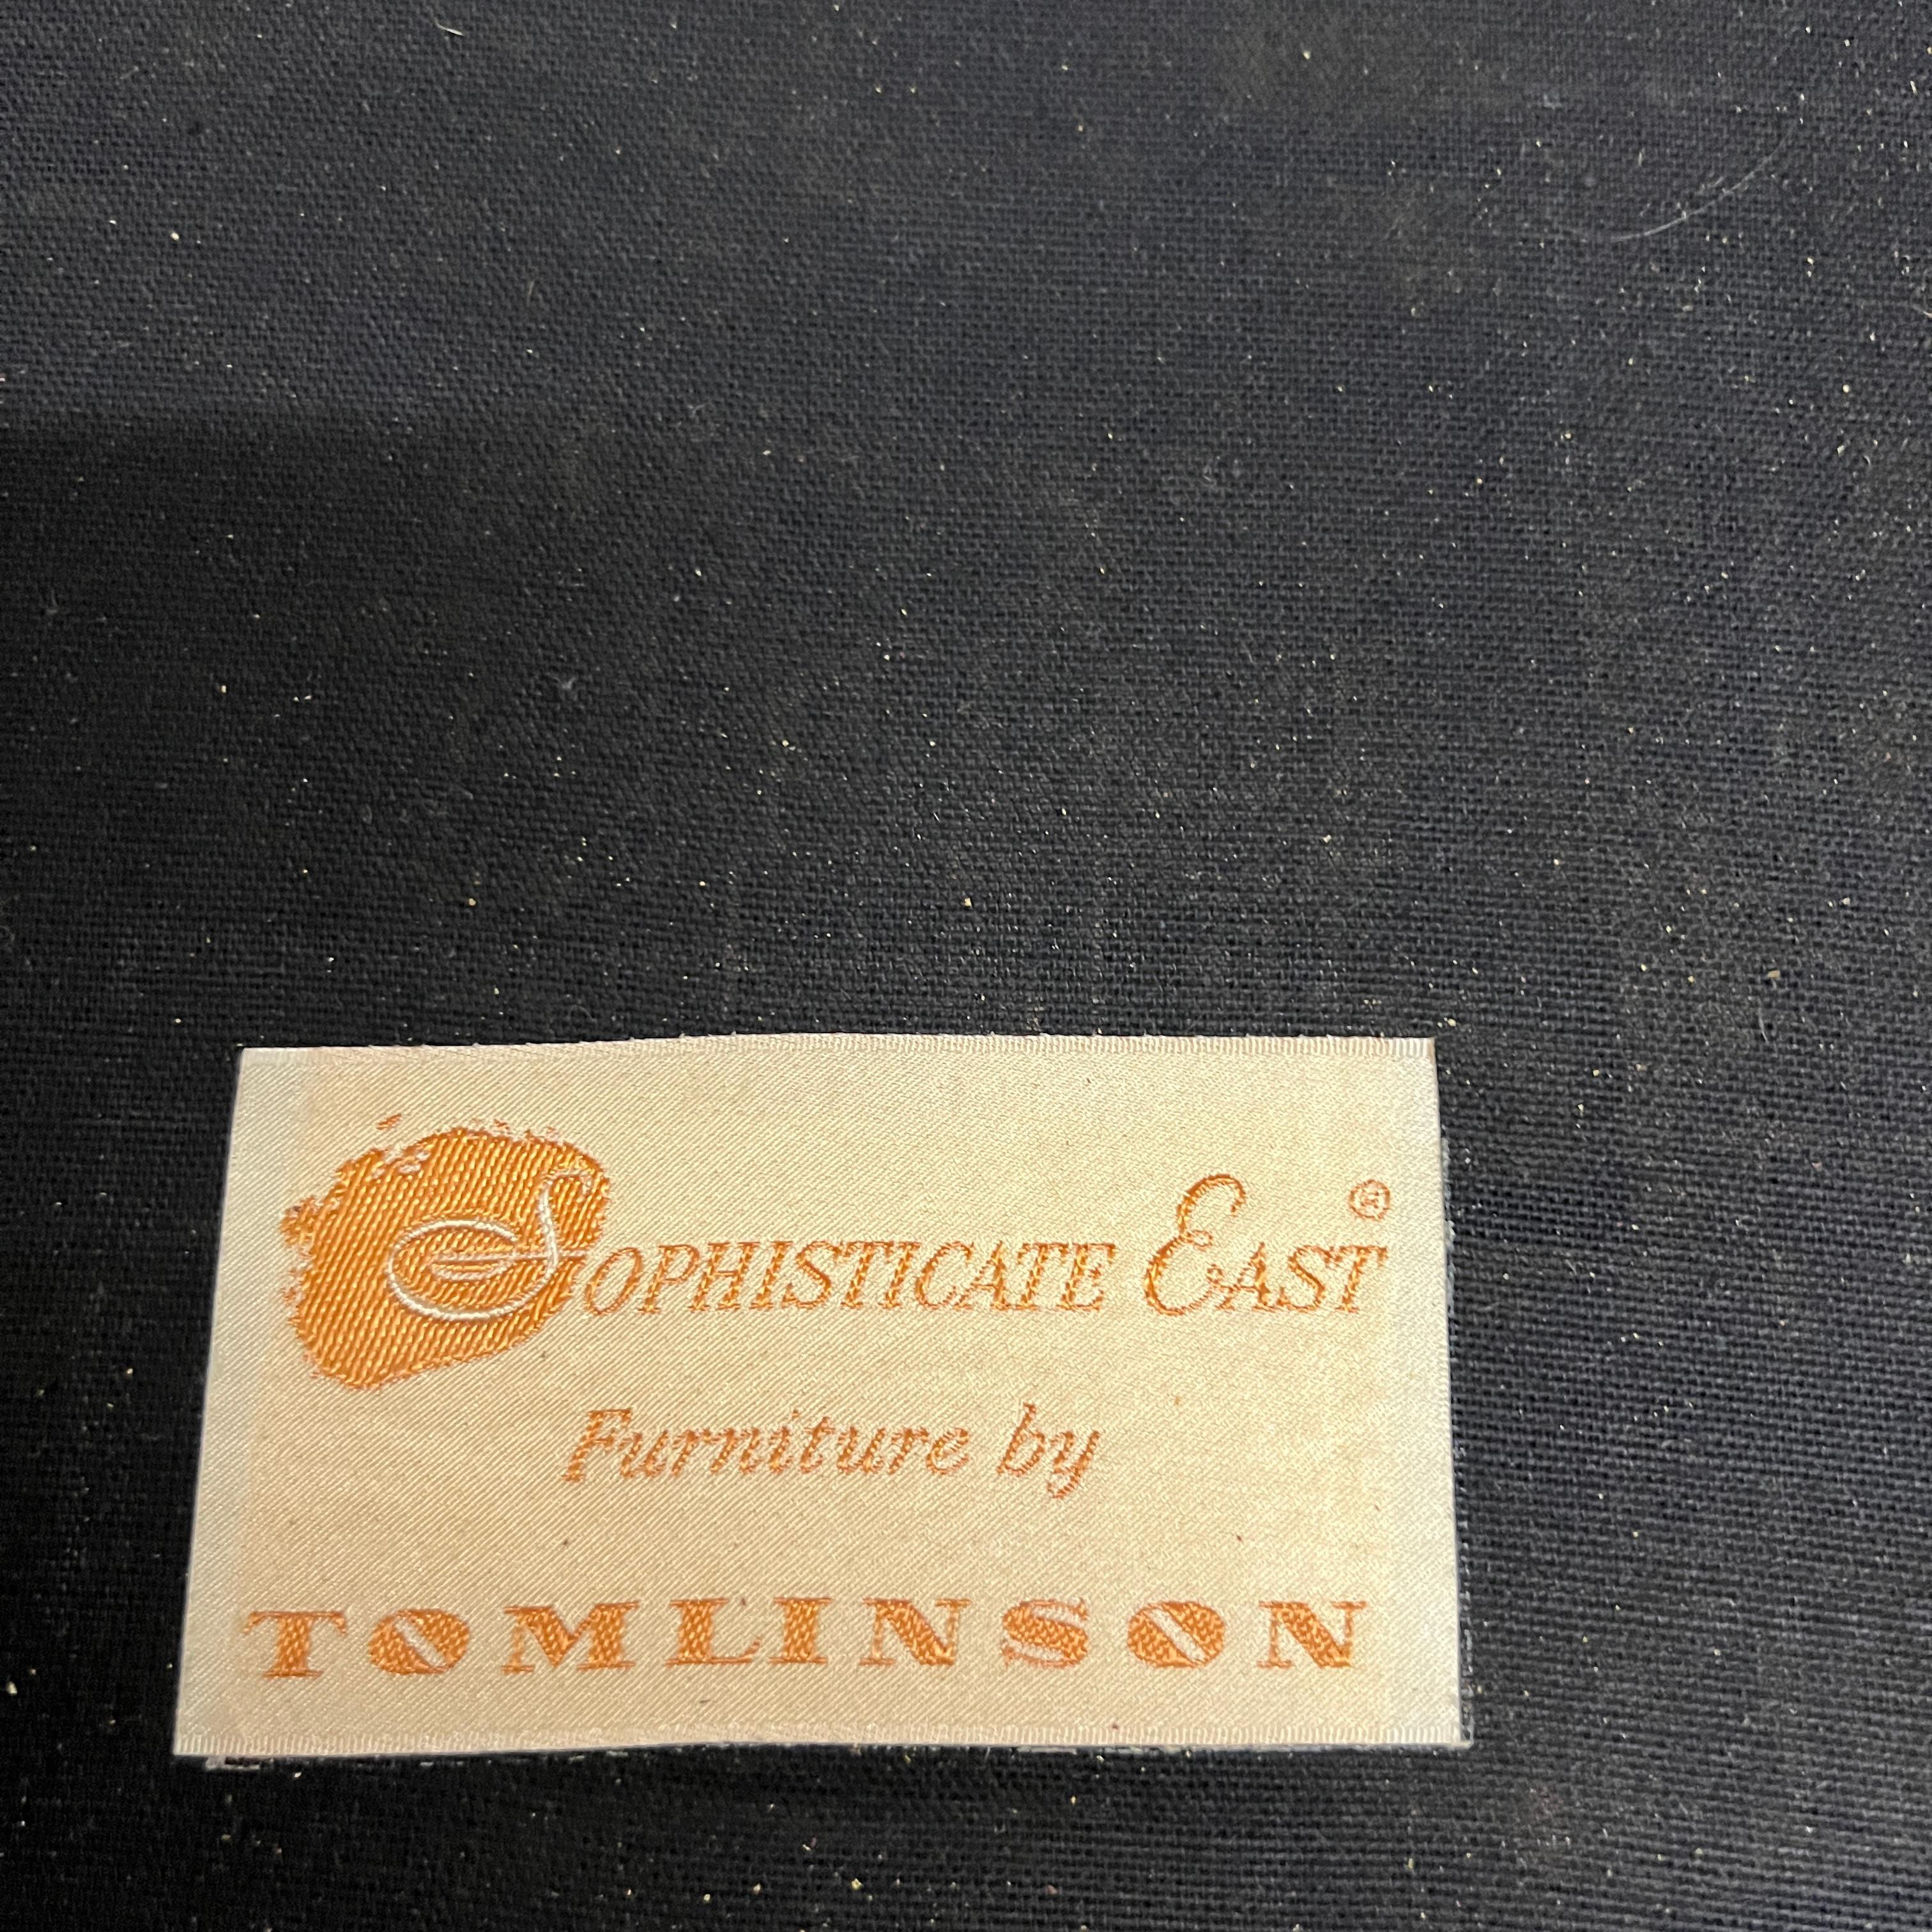 SOPHISTICATE EAST ®
Furniture by
TOMLINSON